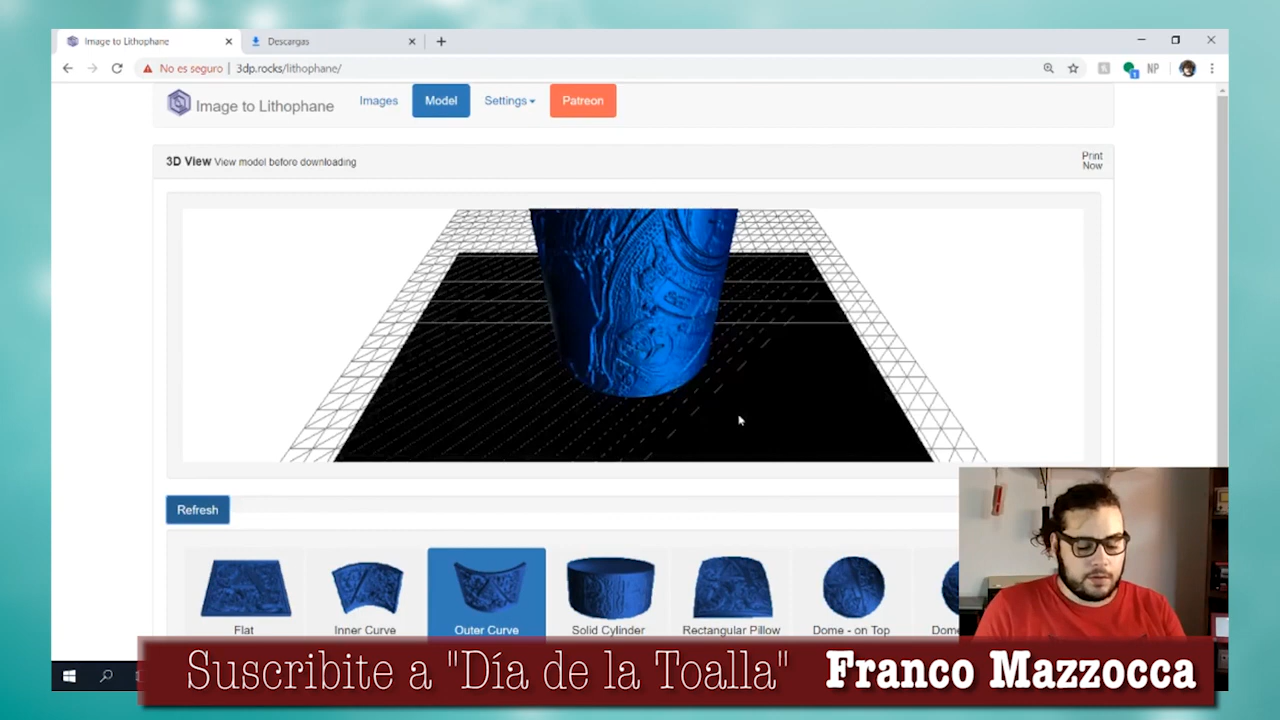 Image to Lithophane
Descargas
No es seguro
3dp.rocks/lithophane/
NP
Image to Lithophane
Images
Model
Settings
Patreon
3D View View model before downloading
Print
Now
Refresh
Flat
Inner Curve
Outer Curve
Solid Cylinder
Rectangular Pillow
Dome - on Top
Suscribite a "Día de la Toalla"
Franco Mazzocca